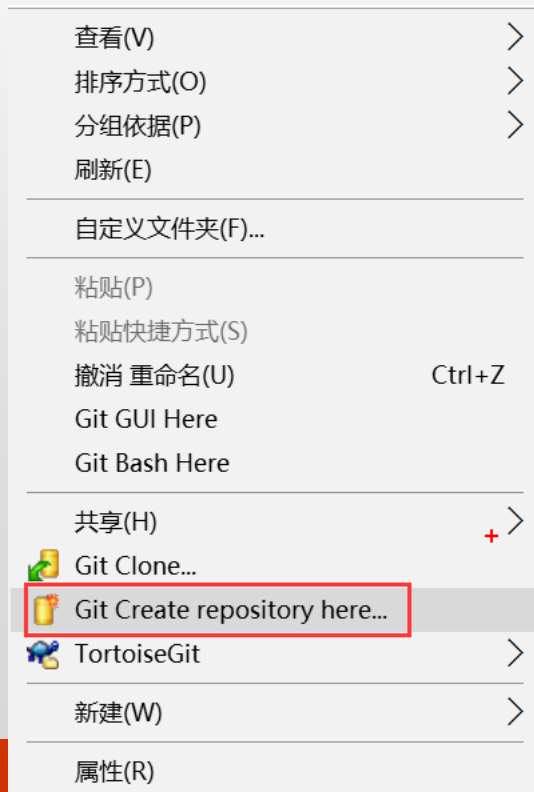 查看(V)
排序方式(O)
分组依据(P)
刷新(E)
自定义文件夹(F)...
粘贴(P)
粘贴快捷方式(S)
撤消 重命名(U) Ctrl+Z
Git GUI Here
Git Bash Here
共享(H)
Git Clone...
Git Create repository here...
TortoiseGit
新建(W)
属性(R)